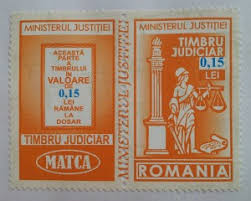 MINISTERUL JUSTIȚIEI
ACEASTĂ
PARTE
A
TIMBRULUI
ÎN
VALOARE
DE
0,15
LEI
RĂMÂNE
LA
DOSAR
TIMBRU JUDICIAR
MATCA
MINISTERUL JUSTIȚIEI
MINISTERUL JUSTIȚIEI
TIMBRU
JUDICIAR
0,15
LEI
ROMANIA